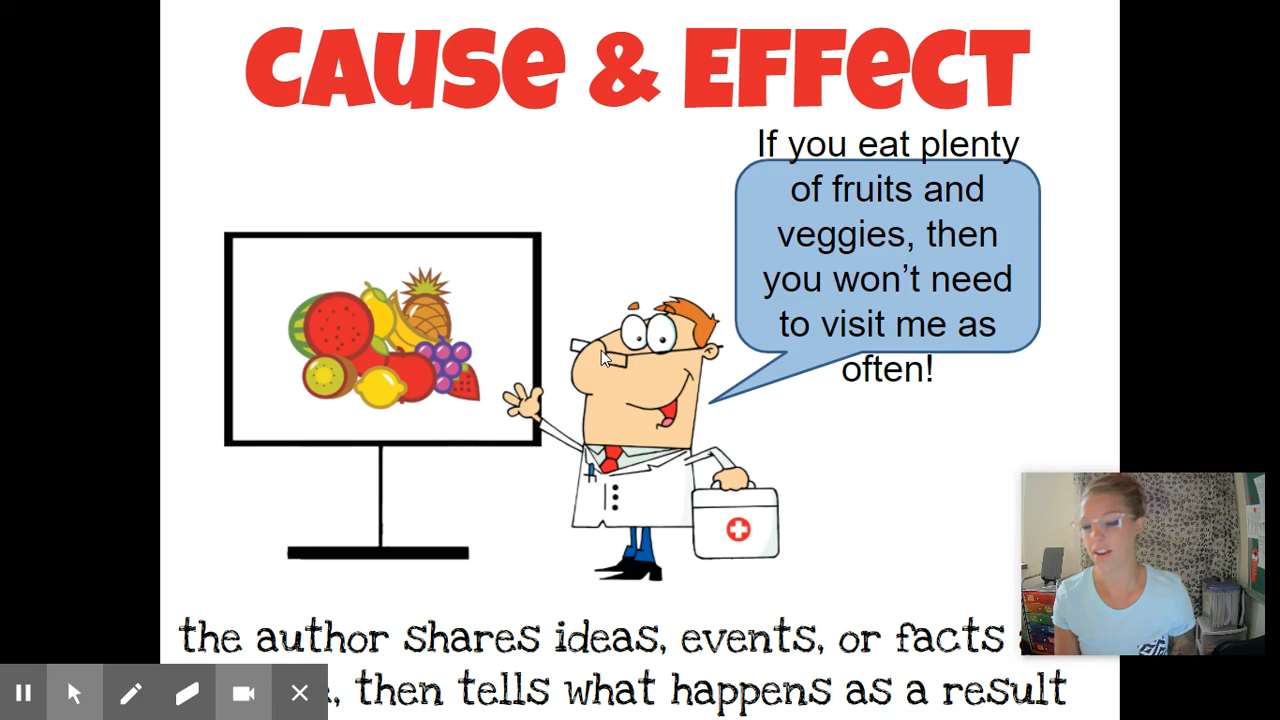 Cause & Effect
If you eat plenty
of fruits and
veggies, then
you won't need
to visit me as
often!
the author shares ideas, events, or facts
then tells what happens as a result